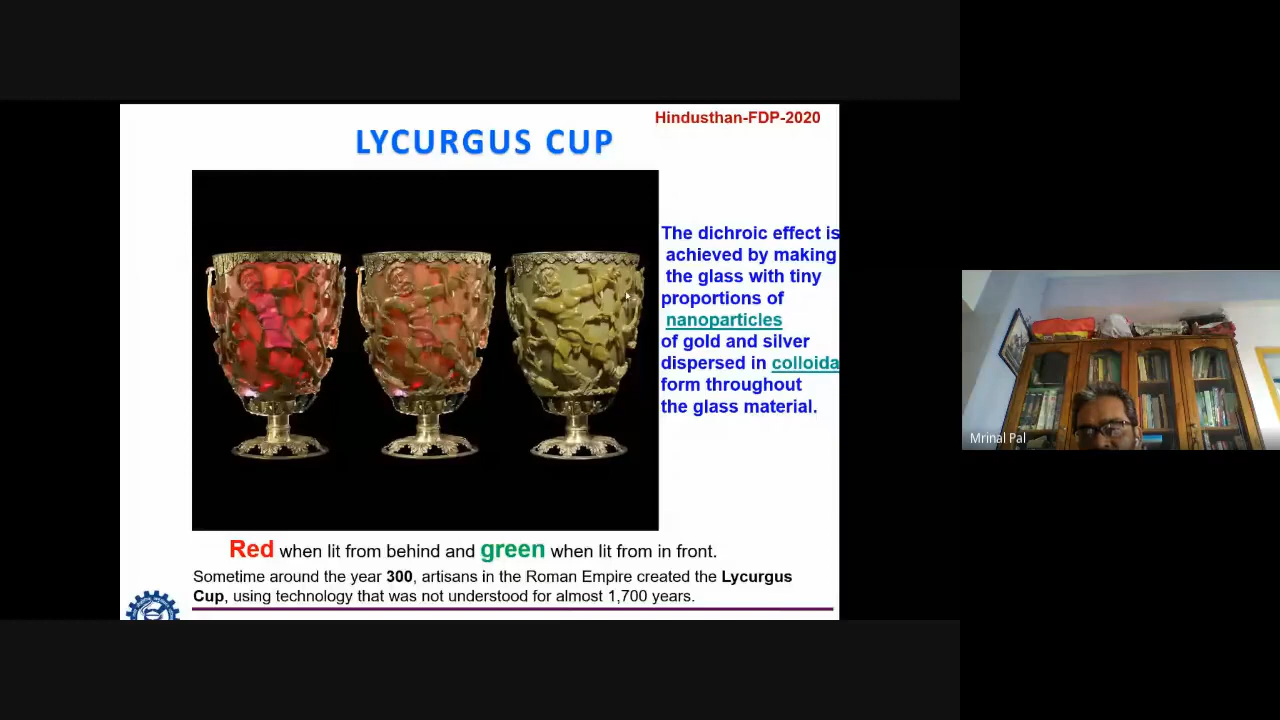 Hindusthan-FDP-2020
LYCURGUS CUP
The dichroic effect is
achieved by making
the glass with tiny
proportions of
nanoparticles
of gold and silver
dispersed in colloida
form throughout
the glass material.
Red when lit from behind and green when lit from in front.
Sometime around the year 300, artisans in the Roman Empire created the Lycurgus
Cup, using technology that was not understood for almost 1,700 years.
Mrinal Pal